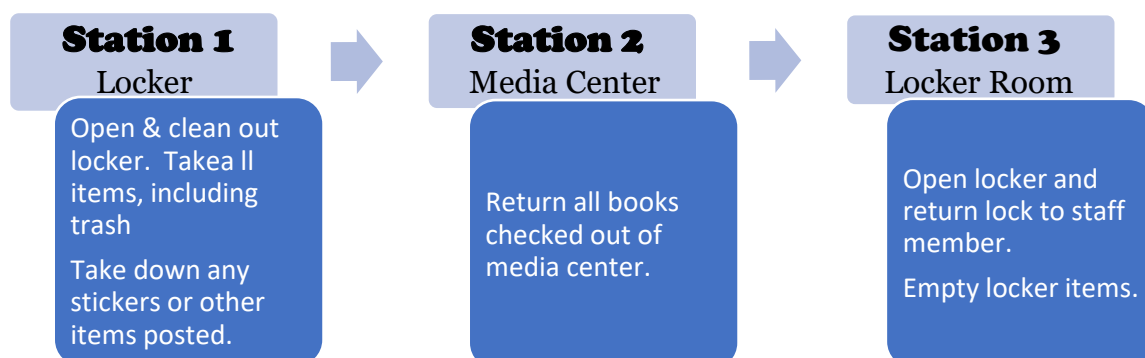 Station 1
Locker
Open & clean out
locker.  Takea ll
items, including
trash
Take down any
stickers or other
items posted.
Station 2
Media Center
Return all books
checked out of
media center.
Station 3
Locker Room
Open locker and
return lock to staff
member.
Empty locker items.